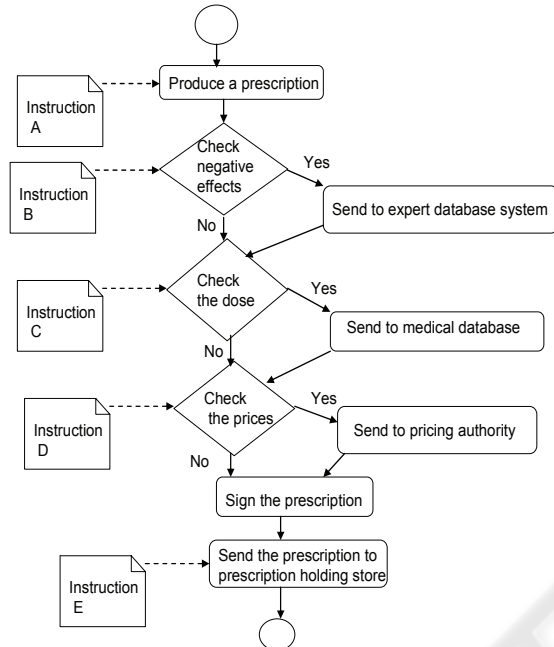 Produce a prescription
Instruction
A
Check
negative
effects
Yes
Instruction
B
Send to expert database system
No
Check
the dose
Yes
Instruction
C
Send to medical database
No
Check
the prices
Yes
Instruction
D
Send to pricing authority
No
Sign the prescription
Send the prescription to
prescription holding store
Instruction
E